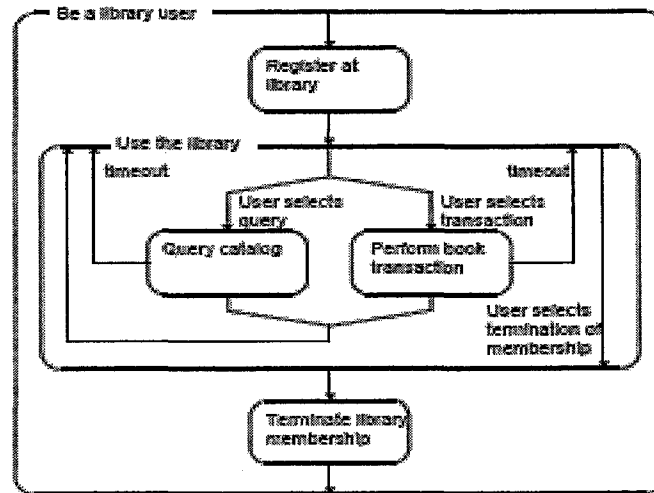 Be a library user
Register at
library
Use the library
timeout
timeout
User selects
query
User selects
transaction
Query catalog
Perform book
transaction
User selects
termination of
membership
Terminate library
membership